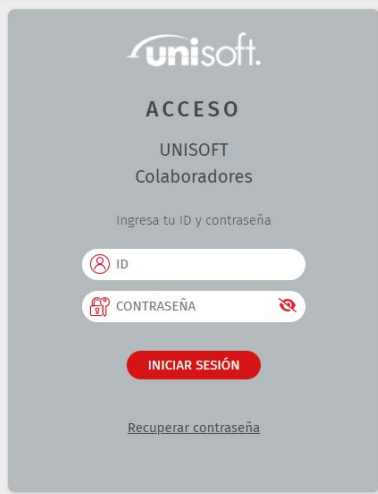 unisoft.
ACCESO
UNISOFT
Colaboradores
Ingresa tu ID y contraseña
ID
CONTRASEÑA
INICIAR SESIÓN
Recuperar contraseña